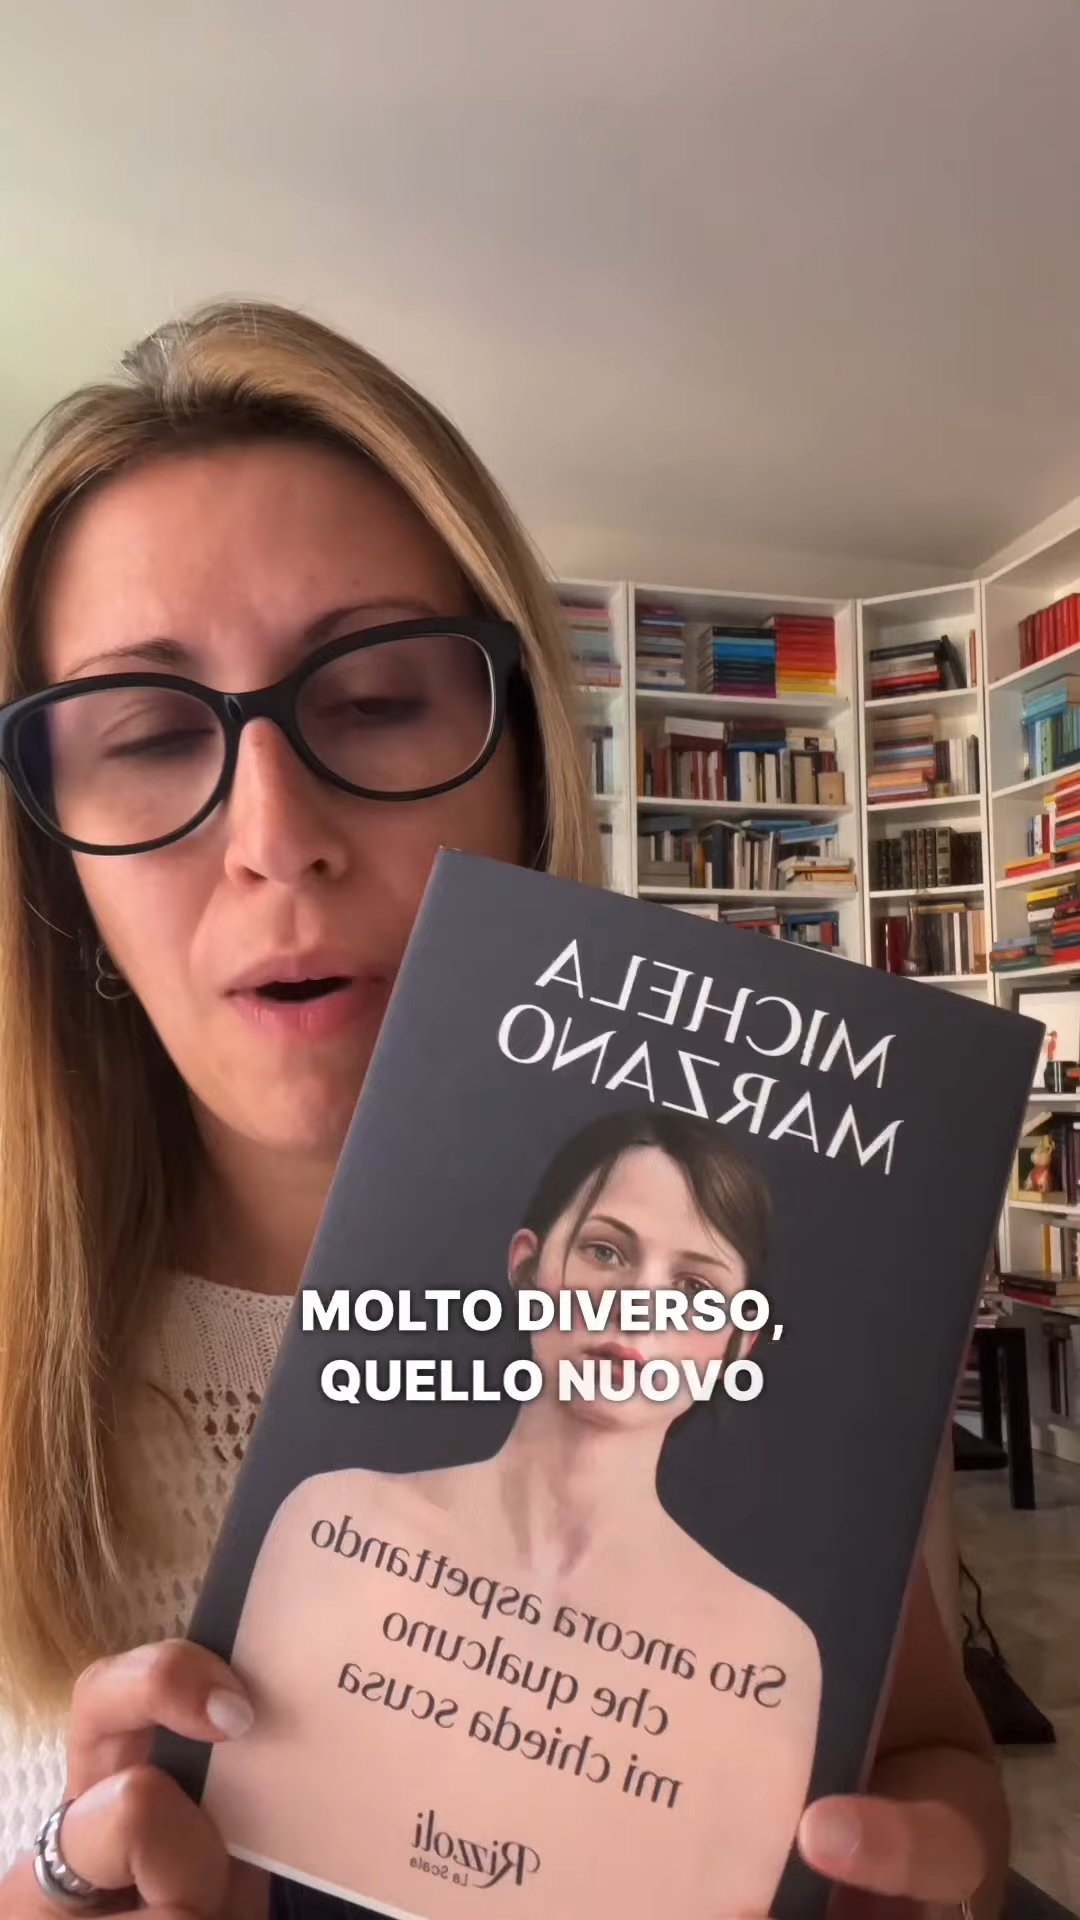 MICHELA
MARZANO
MOLTO DIVERSO,
QUELLO NUOVO
Sto ancora aspettando
che qualcuno
mi chieda scusa
Rizzoli
La Scala